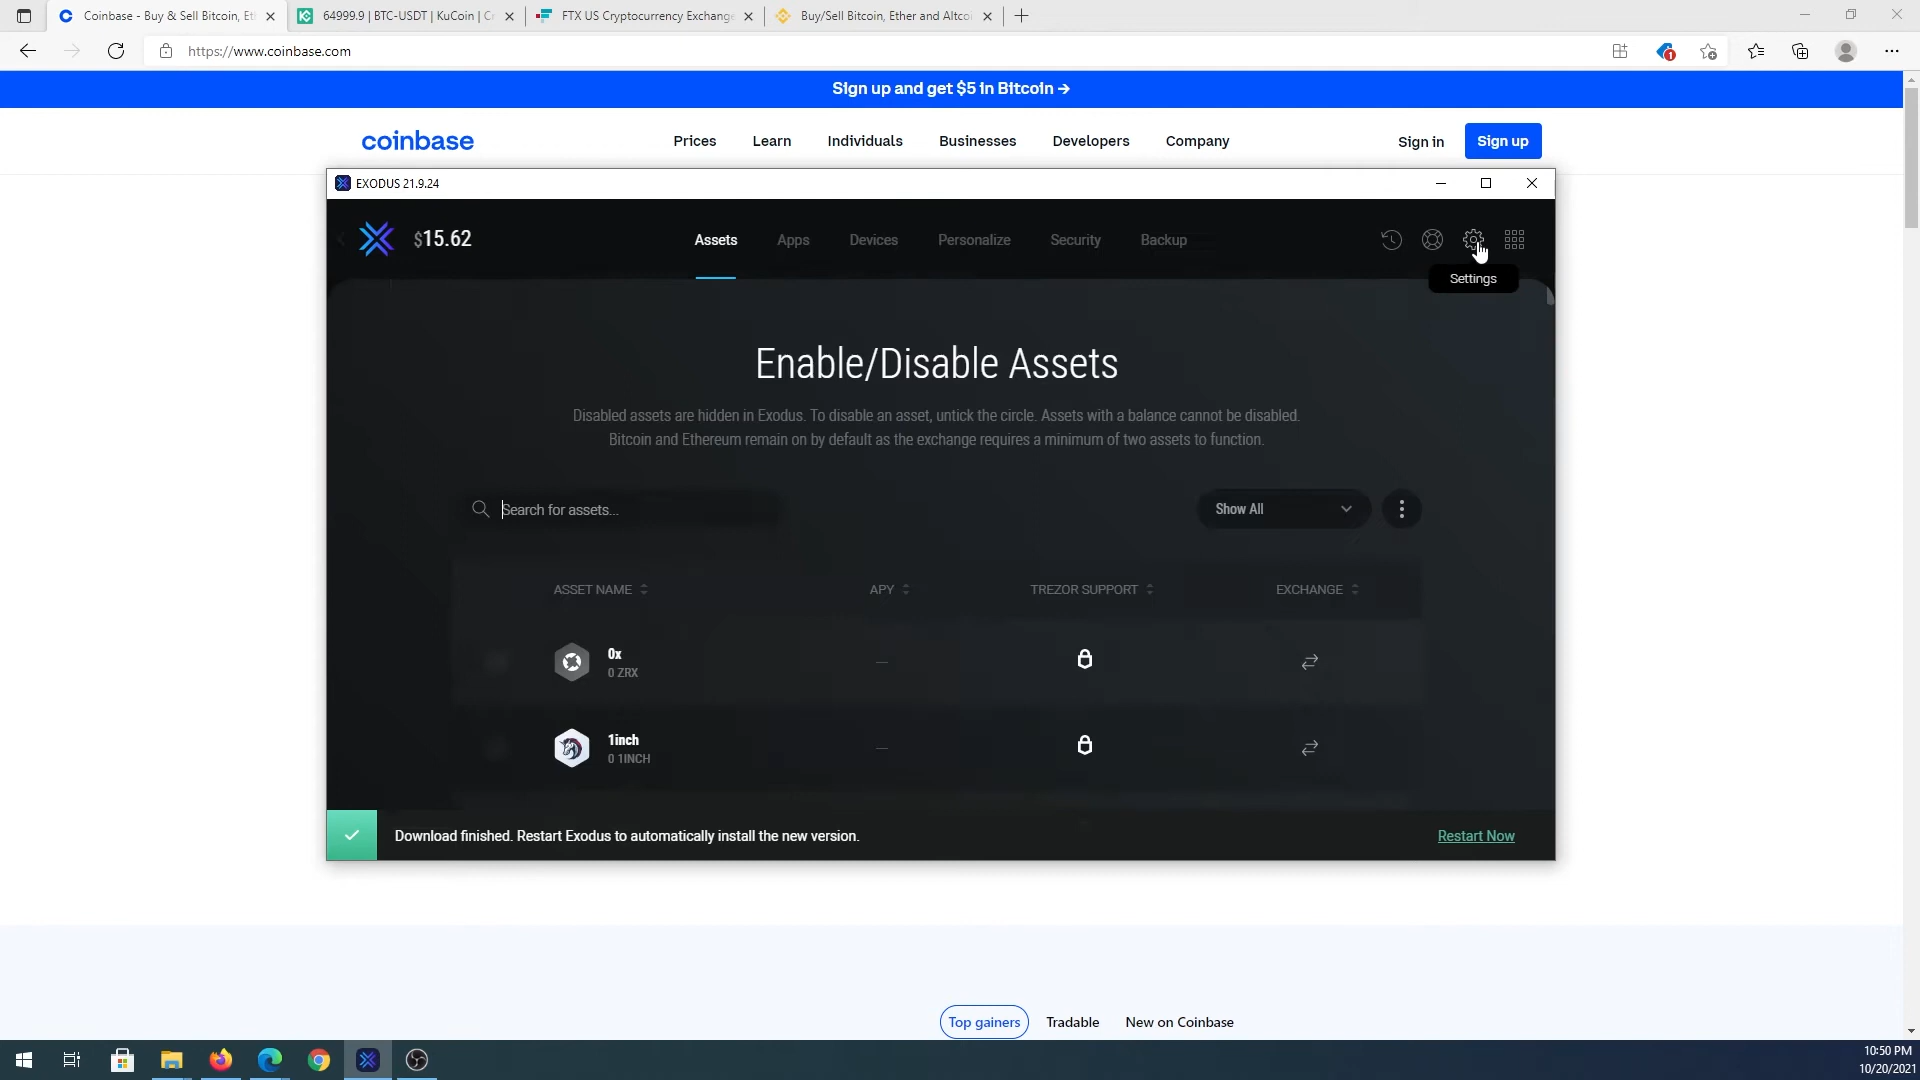 Coinbase - Buy & Sell Bitcoin, Et
64999.9 | BTC-USDT | KuCoin | Cr
FTX US Cryptocurrency Exchange
Buy/Sell Bitcoin, Ether and Altcoi
https://www.coinbase.com
1
Sign up and get $5 in Bitcoin →
coinbase
Prices
Learn
Individuals
Businesses
Developers
Company
Sign in
Sign up
EXODUS 21.9.24
$15.62
Assets
Apps
Devices
Personalize
Security
Backup
Settings
Enable/Disable Assets
Disabled assets are hidden in Exodus. To disable an asset, untick the circle. Assets with a balance cannot be disabled.
Bitcoin and Ethereum remain on by default as the exchange requires a minimum of two assets to function.
Search for assets...
Show All
ASSET NAME
APY
TREZOR SUPPORT
EXCHANGE
0x
0 ZRX
—
1inch
0 1INCH
—
Download finished. Restart Exodus to automatically install the new version.
Restart Now
Top gainers
Tradable
New on Coinbase
10:50 PM
10/20/2021